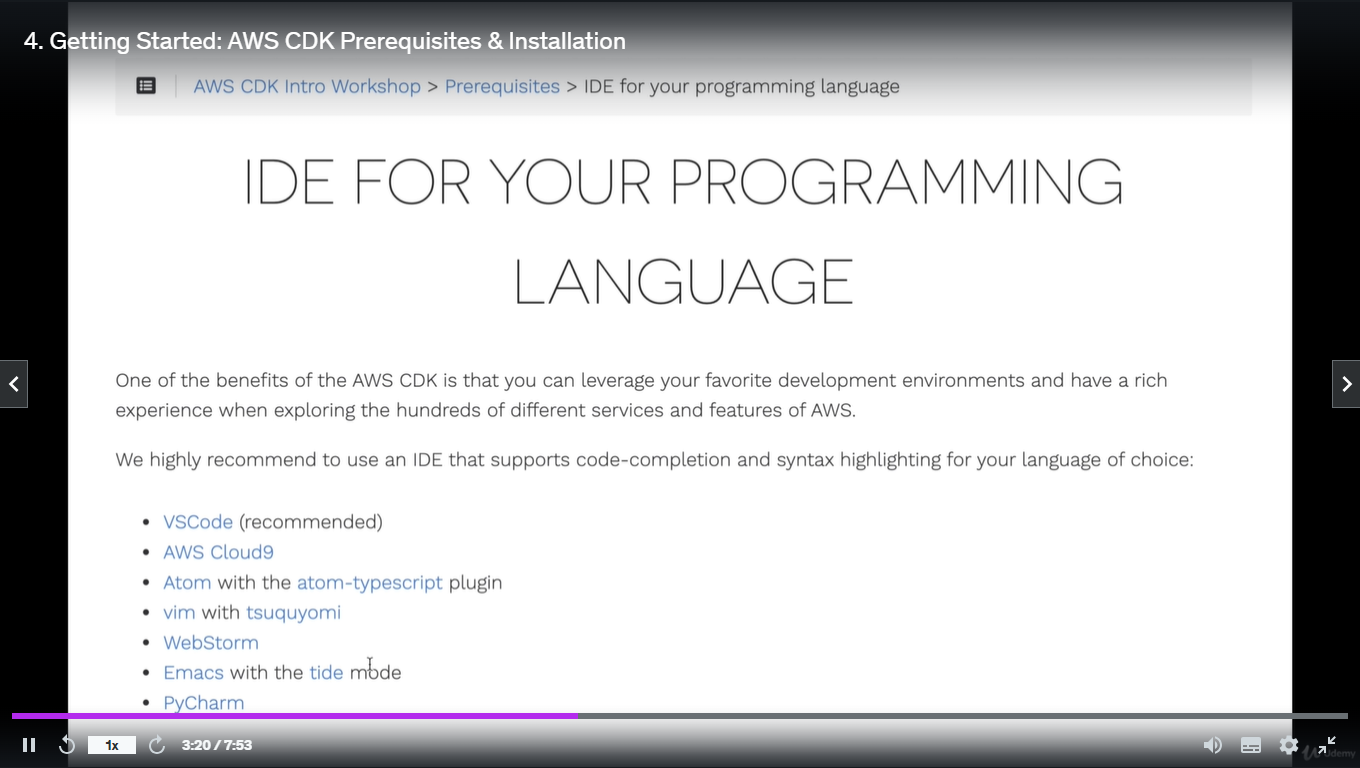 4. Getting Started: AWS CDK Prerequisites & Installation
AWS CDK Intro Workshop > Prerequisites > IDE for your programming language
IDE FOR YOUR PROGRAMMING
LANGUAGE
One of the benefits of the AWS CDK is that you can leverage your favorite development environments and have a rich
experience when exploring the hundreds of different services and features of AWS.
We highly recommend to use an IDE that supports code-completion and syntax highlighting for your language of choice:
• VSCode (recommended)
• AWS Cloud9
• Atom with the atom-typescript plugin
• vim with tsuquyomi
• WebStorm
• Emacs with the tide mode
• PyCharm
1x
3:20 / 7:53
Udemy